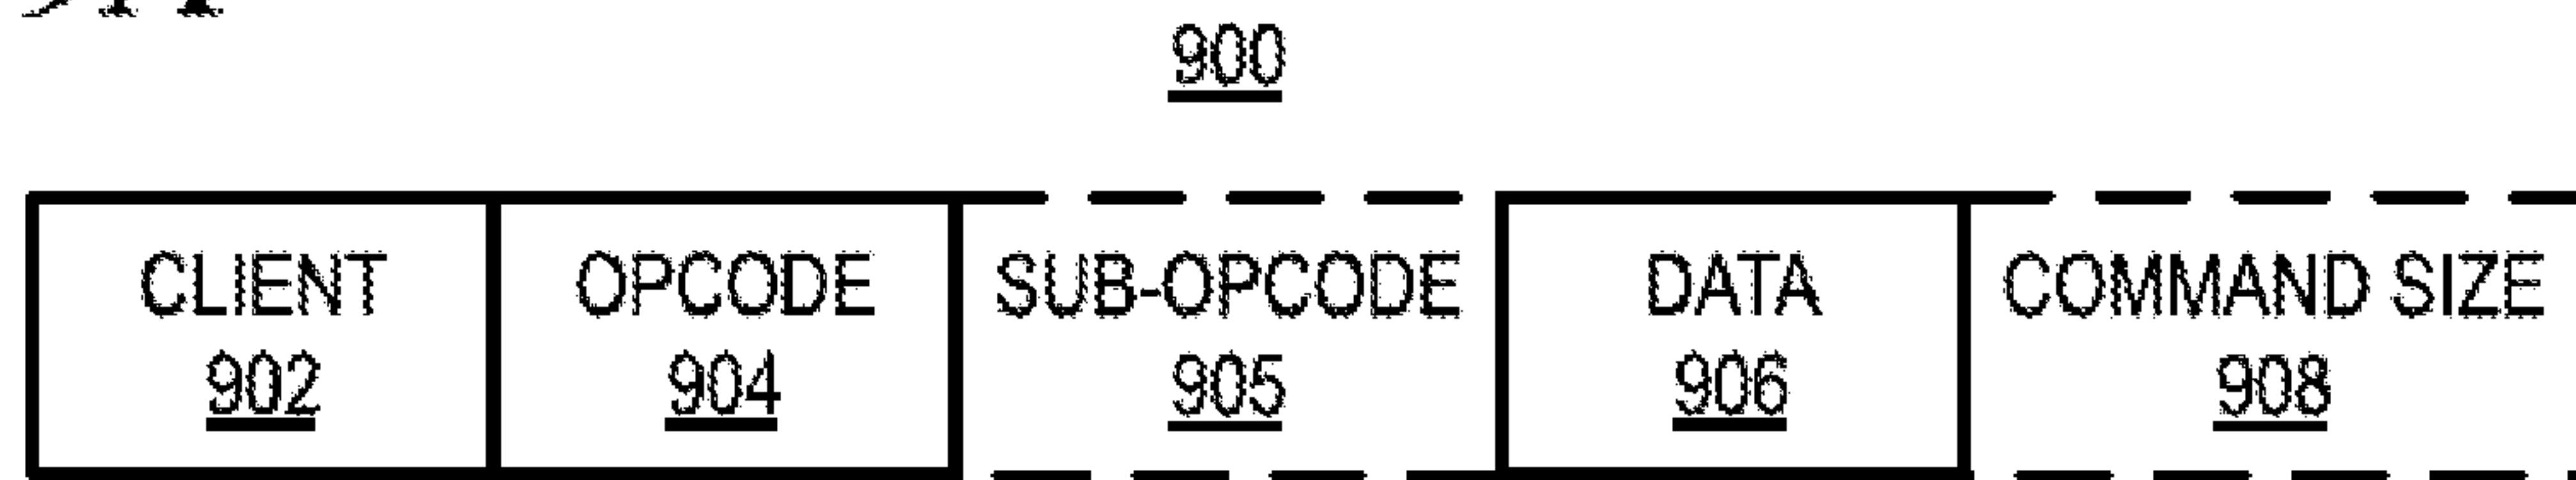 900
CLIENT OPCODE SUB-OPCODE DATA COMMAND SIZE
902 904 905 906 908